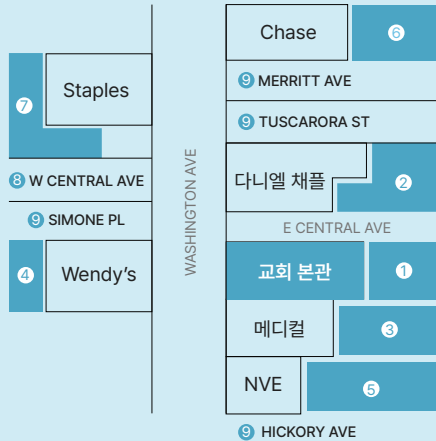 Chase
6
9 MERRITT AVE
9 TUSCARORA ST
Staples
7
8 W CENTRAL AVE
9 SIMONE PL
4
Wendy's
WASHINGTON AVE
다니엘 채플
2
E CENTRAL AVE
교회 본관
1
메디컬
3
NVE
5
9 HICKORY AVE